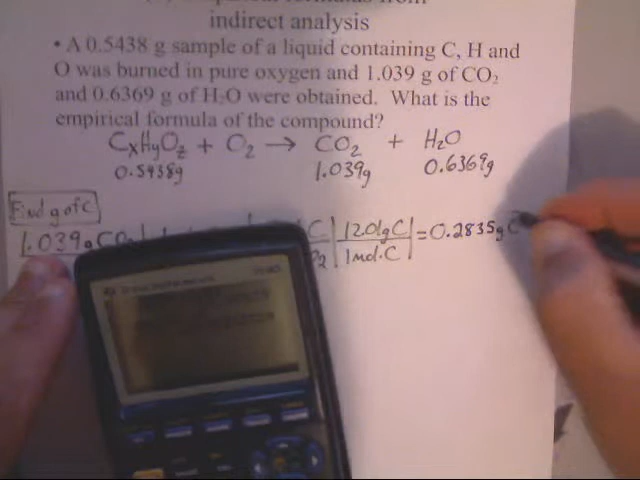 indirect analysis
• A 0.5438 g sample of a liquid containing C, H and
O was burned in pure oxygen and 1.039 g of CO₂
and 0.6369 g of H₂O were obtained. What is the
empirical formula of the compound?
CxHyOz + O₂ → CO₂ + H₂O
0.5438g 1.039g 0.6369g
Find g of C
1.039g CO₂ C 12.01g C = 0.2835g C
1 mol. C